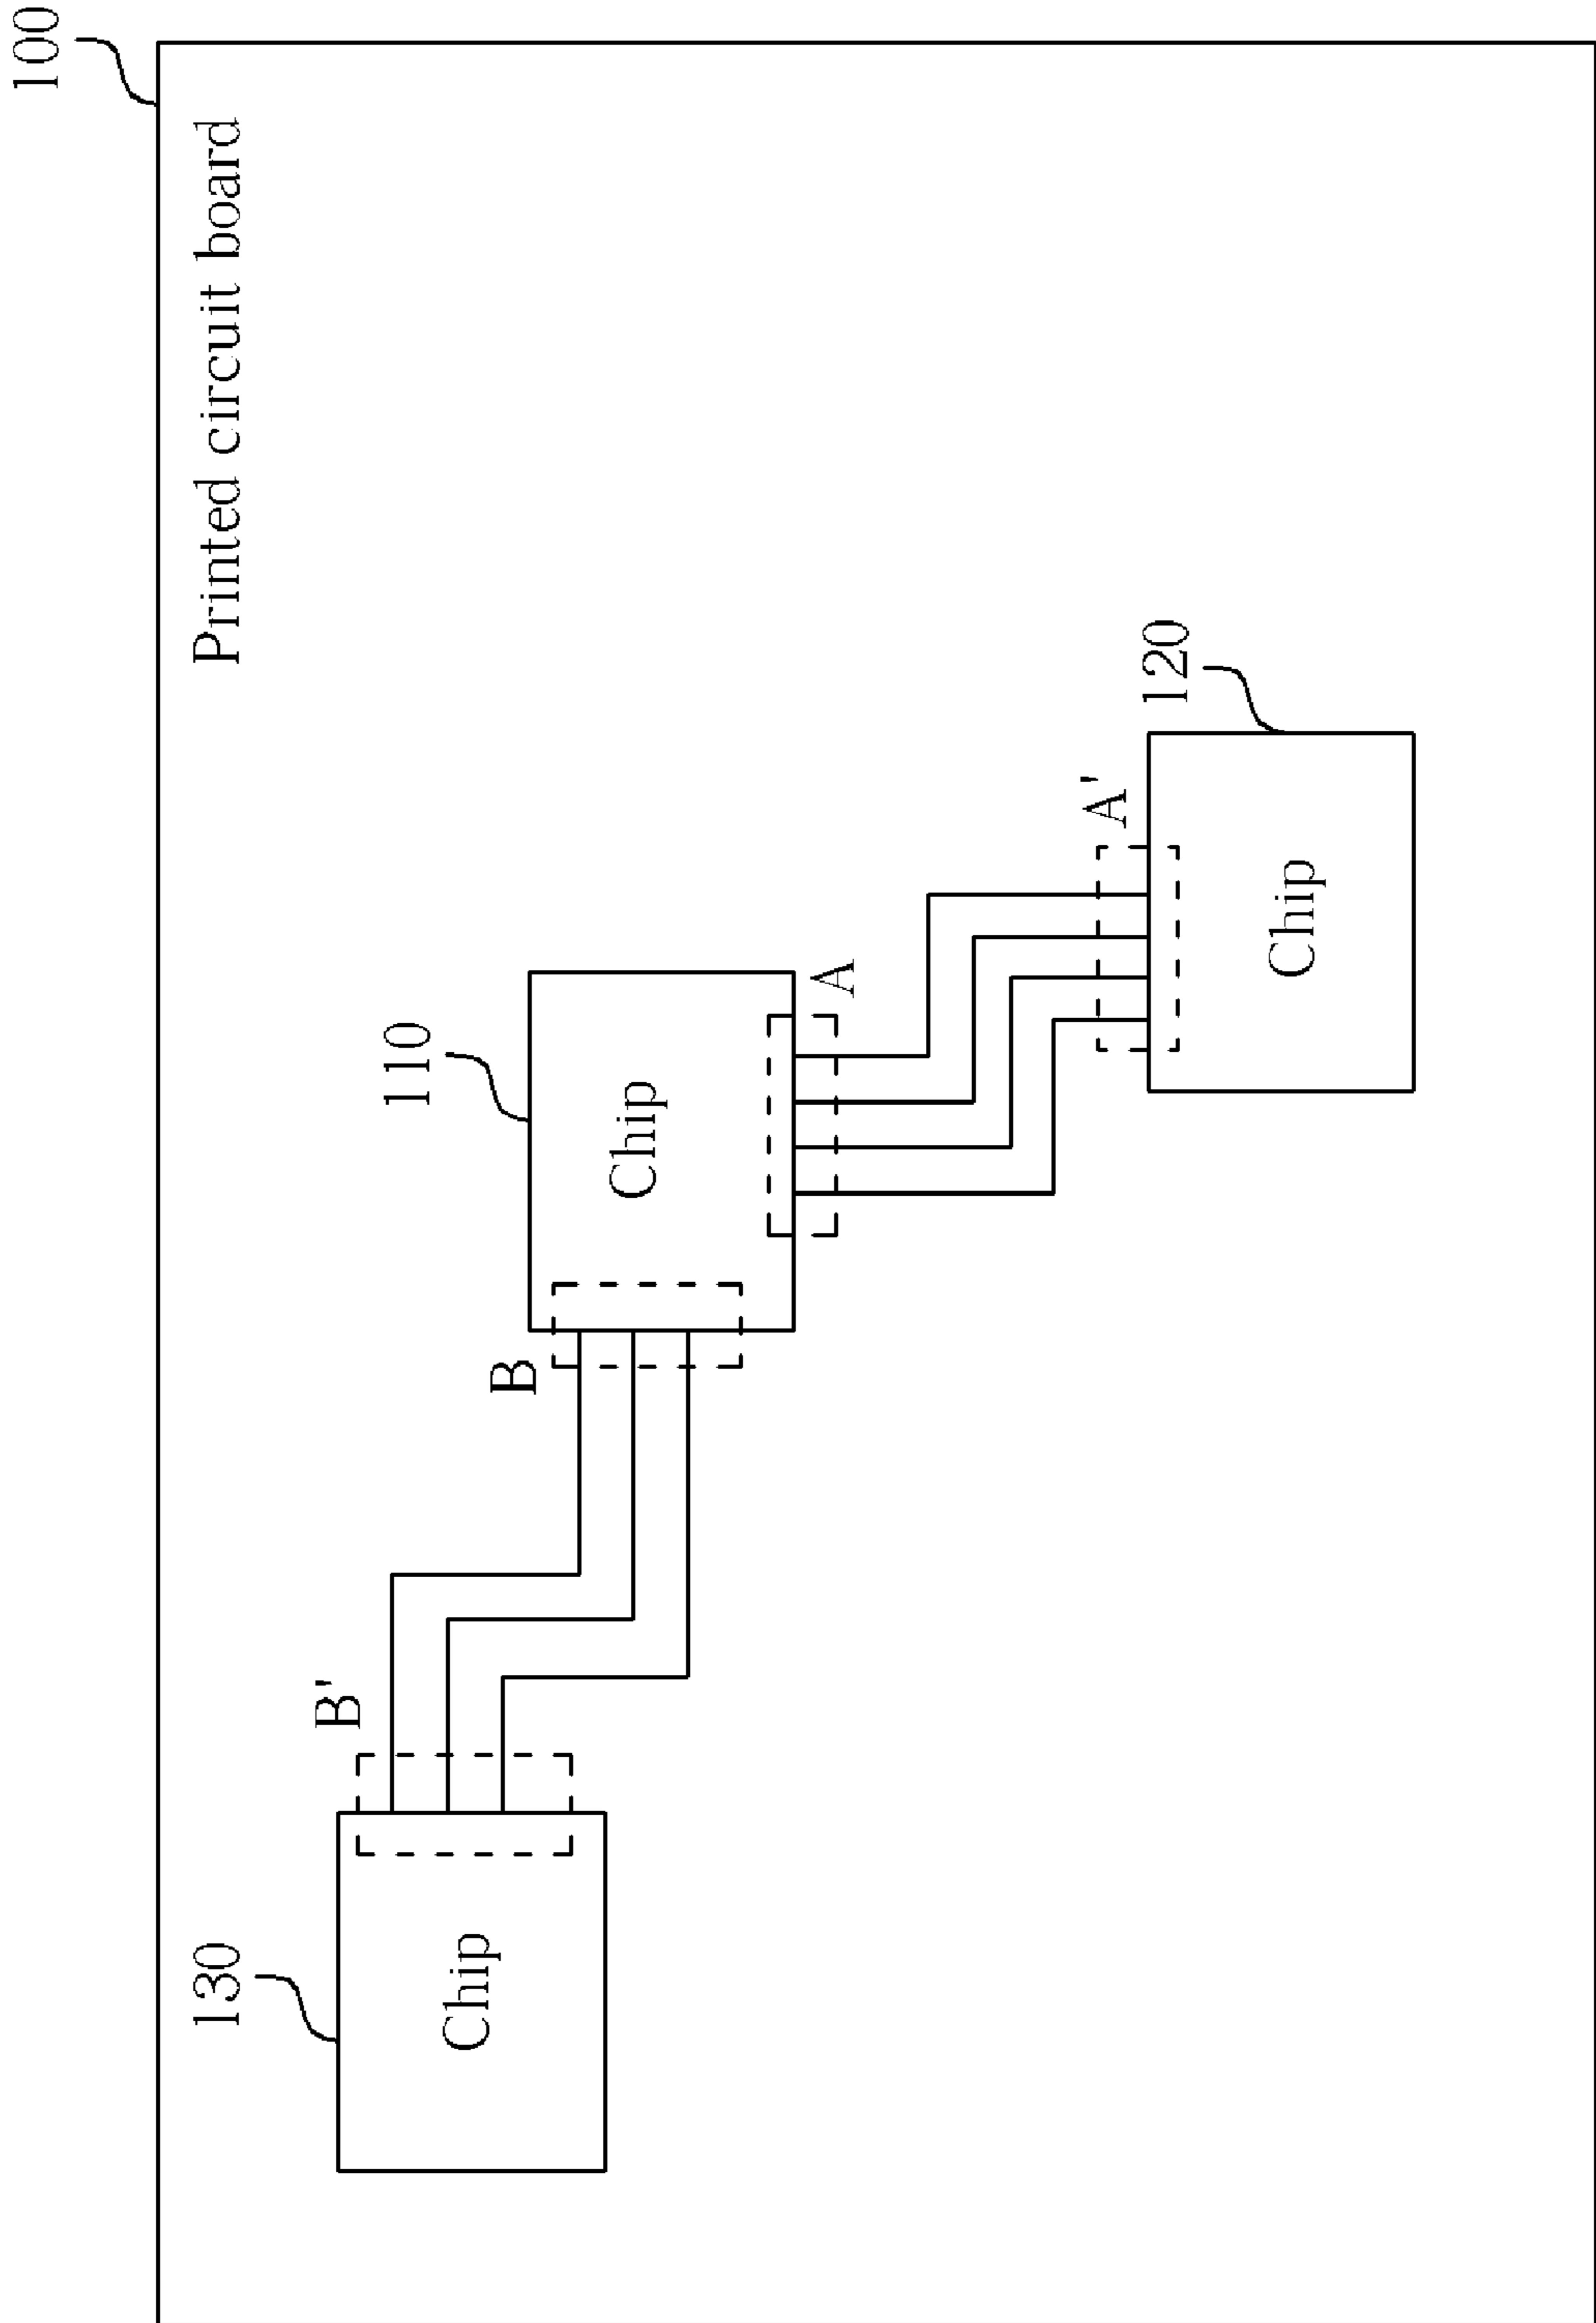 100
Printed circuit board
110
Chip
A
B
120
A'
Chip
130
B'
Chip